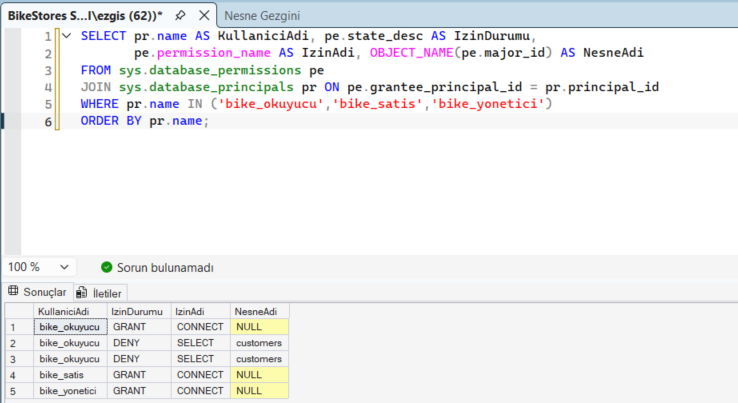 BikeStores S...l\ezgis (62))* Nesne Gezgini
1 SELECT pr.name AS KullaniciAdi, pe.state_desc AS IzinDurumu,
2 pe.permission_name AS IzinAdi, OBJECT_NAME(pe.major_id) AS NesneAdi
3 FROM sys.database_permissions pe
4 JOIN sys.database_principals pr ON pe.grantee_principal_id = pr.principal_id
5 WHERE pr.name IN ('bike_okuyucu','bike_satis','bike_yonetici')
6 ORDER BY pr.name;
100 % Sorun bulunamadı
Sonuçlar İletiler
KullaniciAdi IzinDurumu IzinAdi NesneAdi
1 bike_okuyucu GRANT CONNECT NULL
2 bike_okuyucu DENY SELECT customers
3 bike_okuyucu DENY SELECT customers
4 bike_satis GRANT CONNECT NULL
5 bike_yonetici GRANT CONNECT NULL